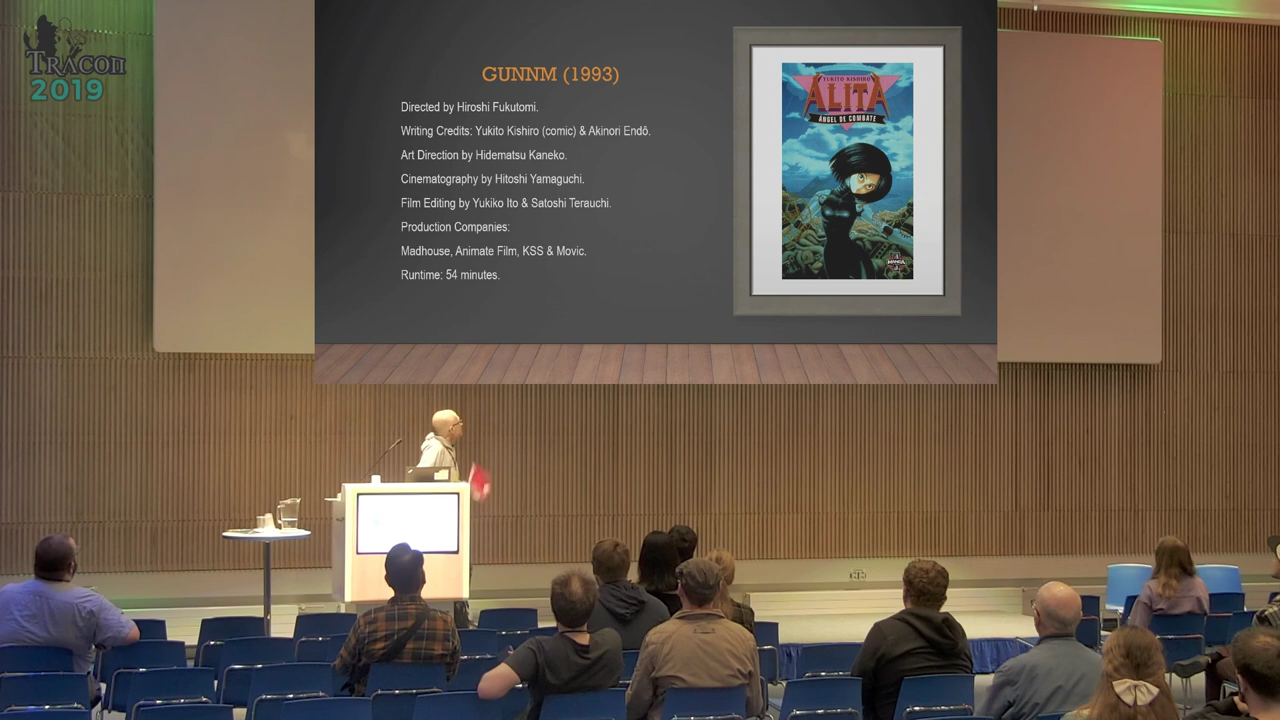 TRACON
2019
GUNNM (1993)
Directed by Hiroshi Fukutomi.
Writing Credits: Yukito Kishiro (comic) & Akinori Endô.
Art Direction by Hidematsu Kaneko.
Cinematography by Hitoshi Yamaguchi.
Film Editing by Yukiko Ito & Satoshi Terauchi.
Production Companies:
Madhouse, Animate Film, KSS & Movic.
Runtime: 54 minutes.
YUKITO KISHIRO
ALITA
ÁNGEL DE COMBATE
MANGA